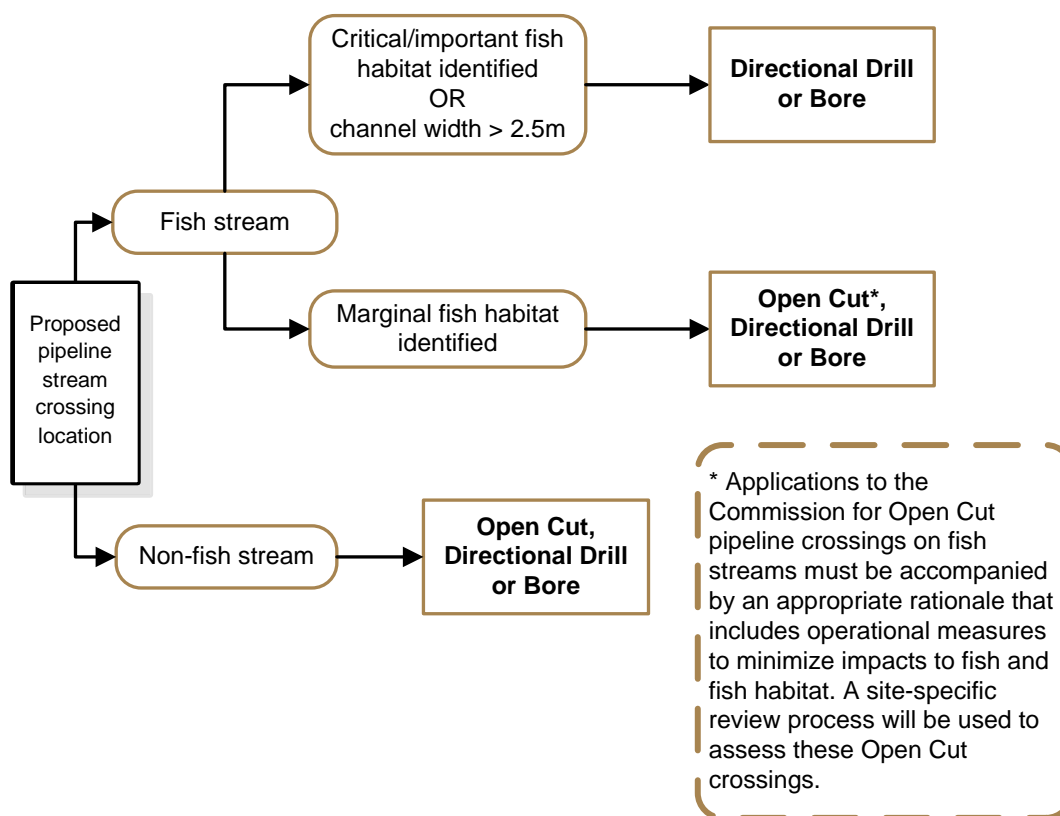 Critical/important fish
habitat identified
OR
channel width > 2.5m
Directional Drill
or Bore
Fish stream
Proposed
pipeline
stream
crossing
location
Marginal fish habitat
identified
Open Cut*,
Directional Drill
or Bore
Non-fish stream
Open Cut,
Directional Drill
or Bore
* Applications to the
Commission for Open Cut
pipeline crossings on fish
streams must be accompanied
by an appropriate rationale that
includes operational measures
to minimize impacts to fish and
fish habitat. A site-specific
review process will be used to
assess these Open Cut
crossings.